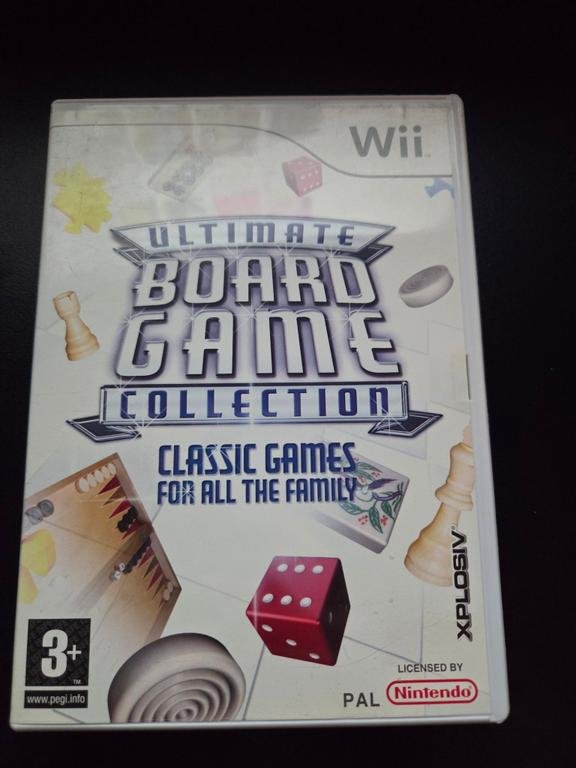 Wii
ULTIMATE
BOARD
GAME
COLLECTION
CLASSIC GAMES
FOR ALL THE FAMILY
XPLOSIV
3+
TM
www.pegi.info
LICENSED BY
PAL Nintendo